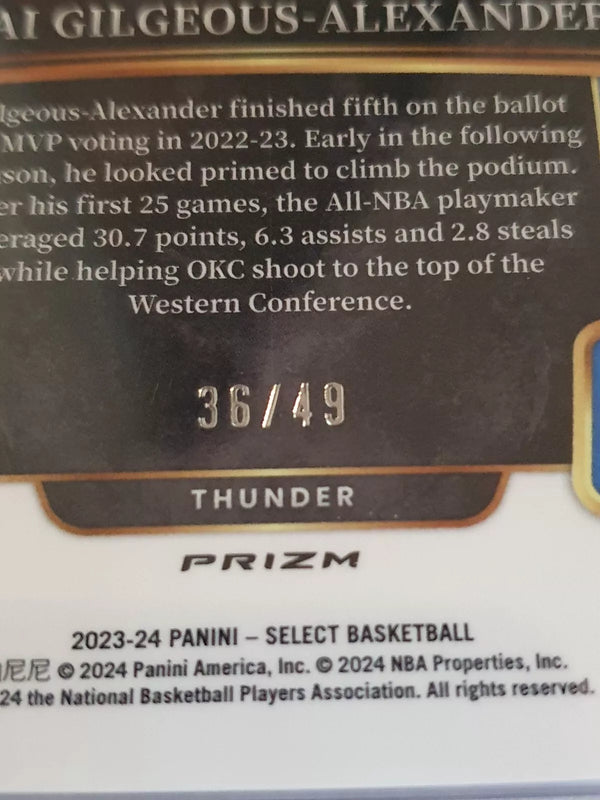 AI GILGEOUS-ALEXANDER
lgeous-Alexander finished fifth on the ballot
MVP voting in 2022-23. Early in the following
son, he looked primed to climb the podium.
er his first 25 games, the All-NBA playmaker
eraged 30.7 points, 6.3 assists and 2.8 steals
while helping OKC shoot to the top of the
Western Conference.
36/49
THUNDER
PRIZM
2023-24 PANINI – SELECT BASKETBALL
尼尼 © 2024 Panini America, Inc. © 2024 NBA Properties, Inc.
24 the National Basketball Players Association. All rights reserved.